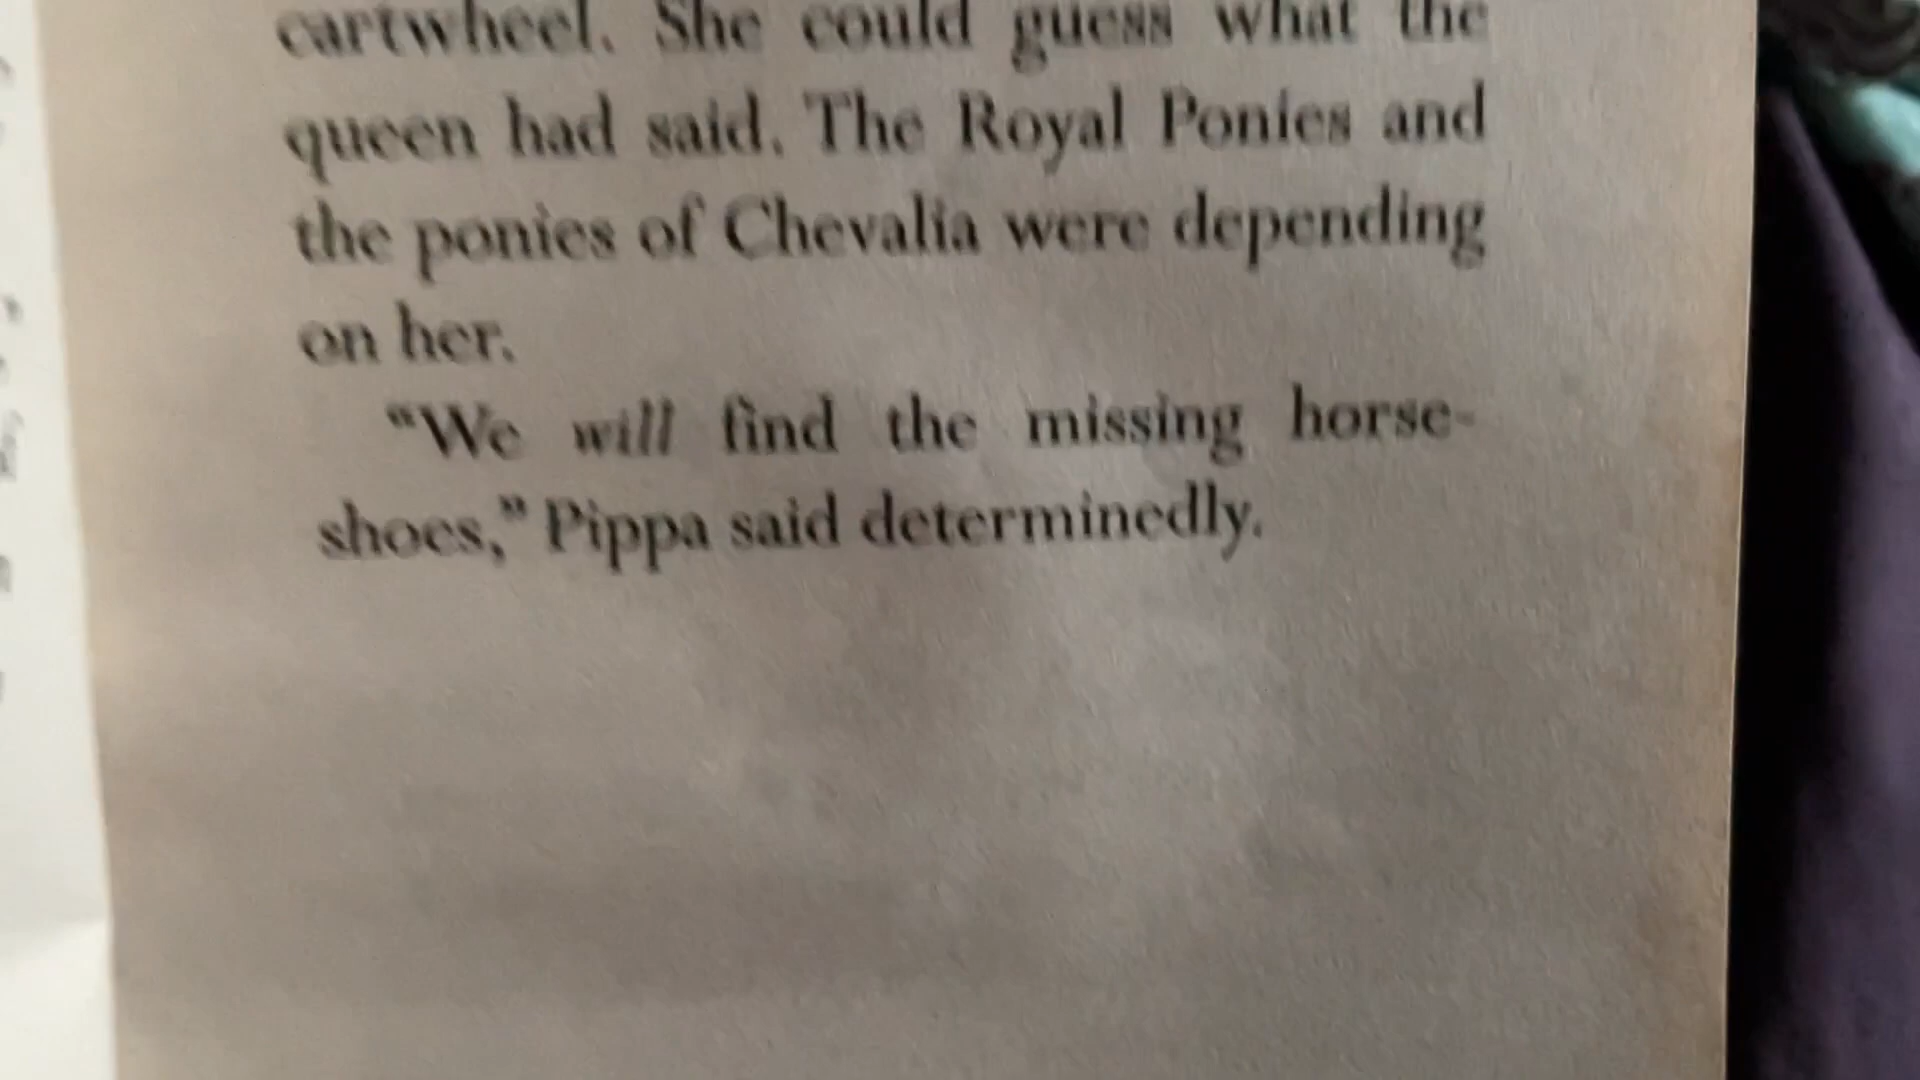 cartwheel. She could guess what the
queen had said. The Royal Ponies and
the ponies of Chevalia were depending
on her.
“We will find the missing horse-
shoes,” Pippa said determinedly.